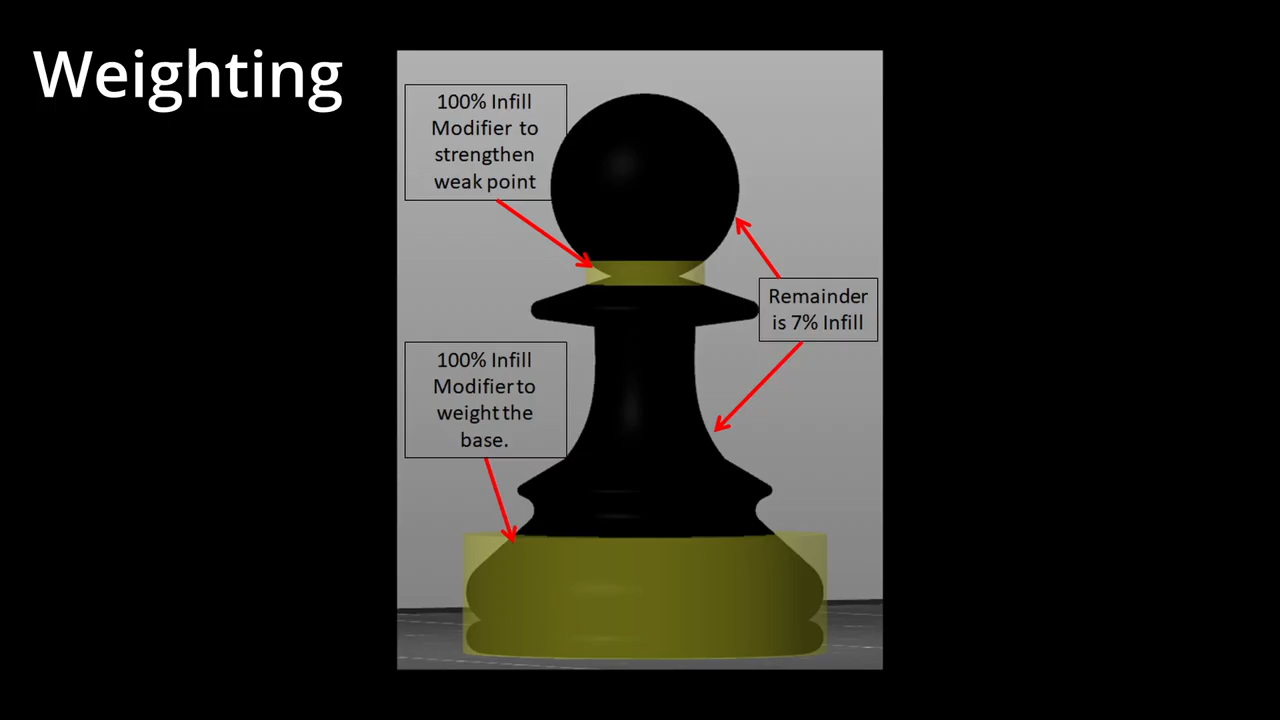 Weighting
100% Infill
Modifier to
strengthen
weak point
Remainder
is 7% Infill
100% Infill
Modifier to
weight the
base.